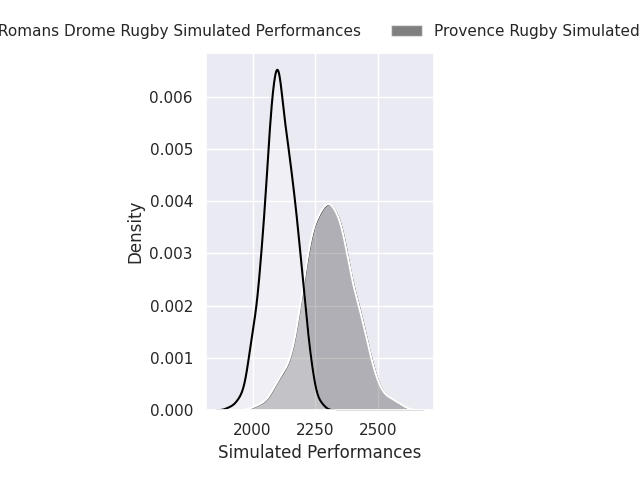 Romans Drome Rugby Simulated Performances
Provence Rugby Simulated
0.006
0.005
0.004
0.003
0.002
0.001
0.000
Density
2000 2250 2500
Simulated Performances